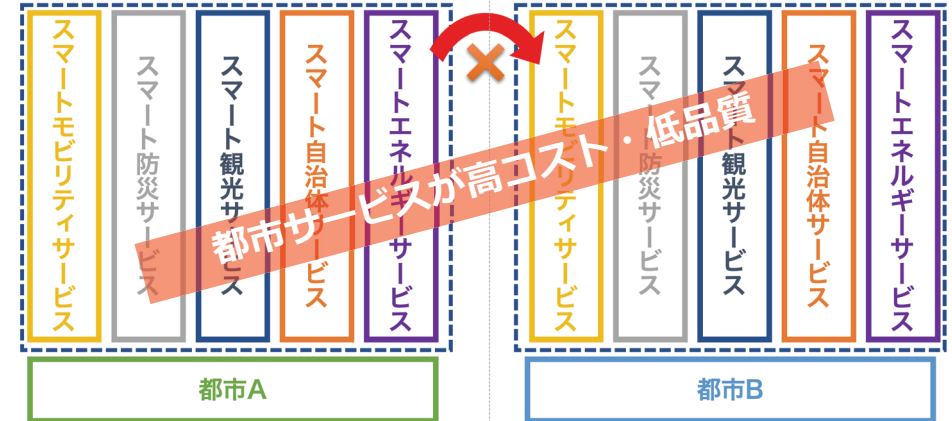 スマートモビリティサービス
スマート防災サービス
スマート観光サービス
スマート自治体サービス
スマートエネルギーサービス
スマートモビリティサービス
スマート防災サービス
スマート観光サービス
スマート自治体サービス
スマートエネルギーサービス
都市サービスが高コスト・低品質
都市A
都市B